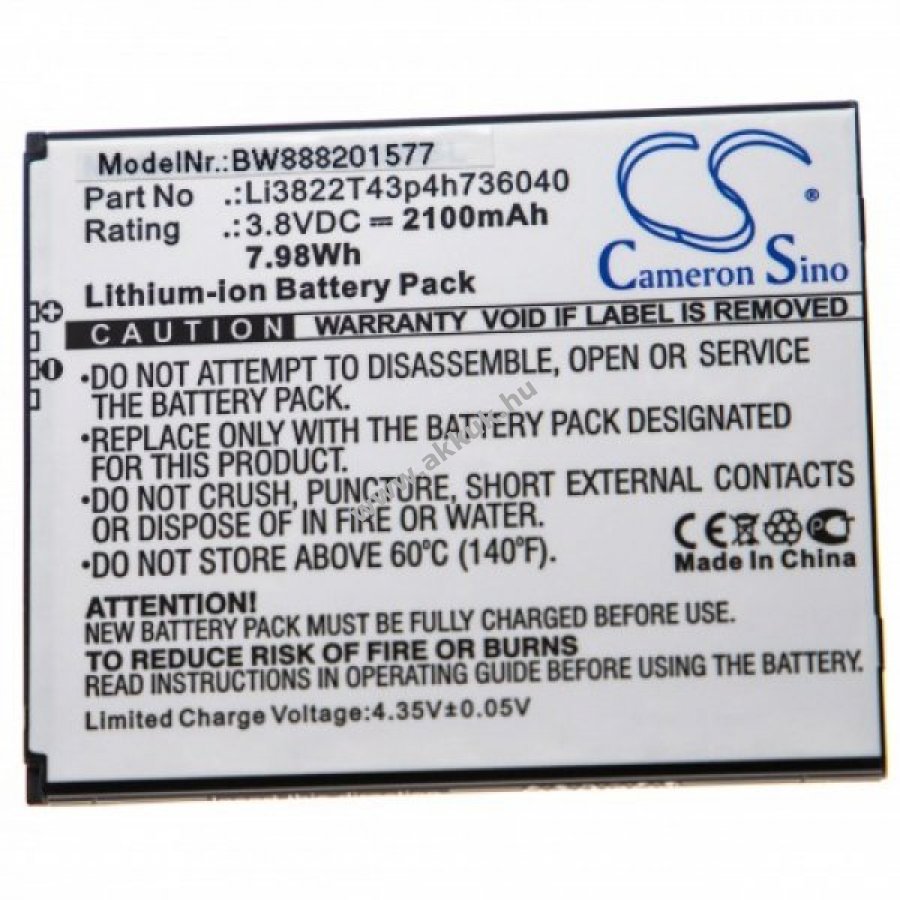 ModelNr.:BW888201577
Part No :Li3822T43p4h736040
Rating :3.8VDC ⎓ 2100mAh
7.98Wh
Lithium-ion Battery Pack
CS
®
Cameron Sino
CAUTION WARRANTY VOID IF LABEL IS REMOVED
•DO NOT ATTEMPT TO DISASSEMBLE, OPEN OR SERVICE
THE BATTERY PACK.
•REPLACE ONLY WITH THE BATTERY PACK DESIGNATED
FOR THIS PRODUCT.
•DO NOT CRUSH, PUNCTURE, SHORT EXTERNAL CONTACTS
OR DISPOSE OF IN FIRE OR WATER.
•DO NOT STORE ABOVE 60℃ (140℉).
CE
Made In China
ATTENTION!
NEW BATTERY PACK MUST BE FULLY CHARGED BEFORE USE
TO REDUCE RISK OF FIRE OR BURNS
READ INSTRUCTIONS IN OPERATING GUIDE BEFORE USING BATTERY.
Limited Charge Voltage:4.35V±0.05V
www.akkuk.hu